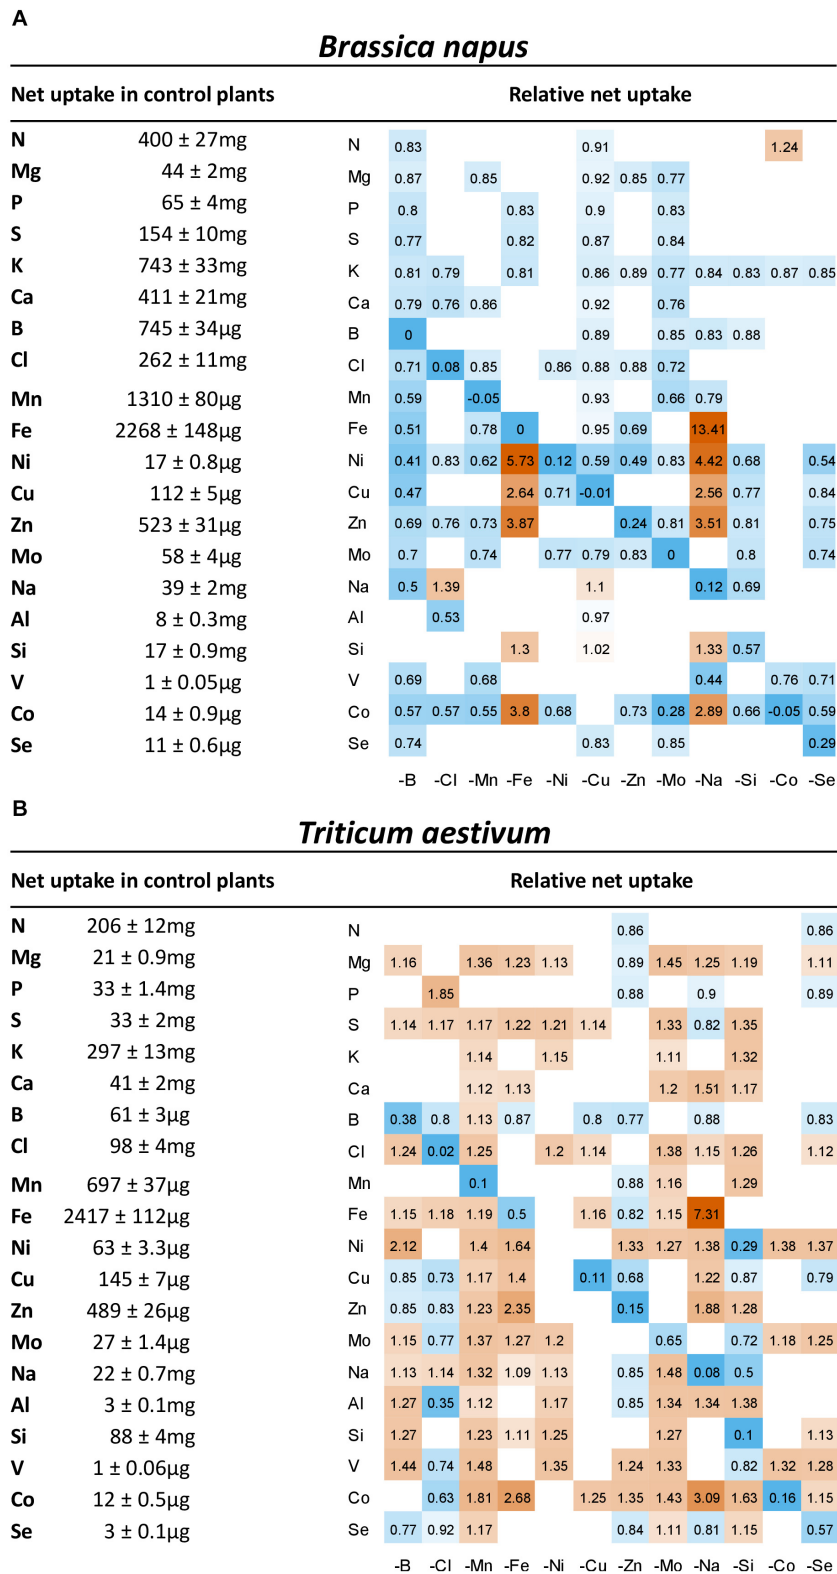 A
Brassica napus
Net uptake in control plants Relative net uptake
N 400 ± 27mg N 0.83 0.91 1.24
Mg 44 ± 2mg Mg 0.87 0.85 0.92 0.85 0.77
P 65 ± 4mg P 0.8 0.83 0.9 0.83
S 154 ± 10mg S 0.77 0.82 0.87 0.84
K 743 ± 33mg K 0.81 0.79 0.81 0.86 0.89 0.77 0.84 0.83 0.87 0.85
Ca 411 ± 21mg Ca 0.79 0.76 0.86 0.92 0.76
B 745 ± 34µg B 0 0.89 0.85 0.83 0.88
Cl 262 ± 11mg Cl 0.71 0.08 0.85 0.86 0.88 0.88 0.72
Mn 1310 ± 80µg Mn 0.59 -0.05 0.93 0.66 0.79
Fe 2268 ± 148µg Fe 0.51 0.78 0 0.95 0.69 13.41
Ni 17 ± 0.8µg Ni 0.41 0.83 0.62 5.73 0.12 0.59 0.49 0.83 4.42 0.68 0.54
Cu 112 ± 5µg Cu 0.47 2.64 0.71 -0.01 2.56 0.77 0.84
Zn 523 ± 31µg Zn 0.69 0.76 0.73 3.87 0.24 0.81 3.51 0.81 0.75
Mo 58 ± 4µg Mo 0.7 0.74 0.77 0.79 0.83 0 0.8 0.74
Na 39 ± 2mg Na 0.5 1.39 1.1 0.12 0.69
Al 8 ± 0.3mg Al 0.53 0.97
Si 17 ± 0.9mg Si 1.3 1.02 1.33 0.57
V 1 ± 0.05µg V 0.69 0.68 0.44 0.76 0.71
Co 14 ± 0.9µg Co 0.57 0.57 0.55 3.8 0.68 0.73 0.28 2.89 0.66 -0.05 0.59
Se 11 ± 0.6µg Se 0.74 0.83 0.85 0.29
-B -Cl -Mn -Fe -Ni -Cu -Zn -Mo -Na -Si -Co -Se
B
Triticum aestivum
Net uptake in control plants Relative net uptake
N 206 ± 12mg N 0.86 0.86
Mg 21 ± 0.9mg Mg 1.16 1.36 1.23 1.13 0.89 1.45 1.25 1.19 1.11
P 33 ± 1.4mg P 1.85 0.88 0.9 0.89
S 33 ± 2mg S 1.14 1.17 1.17 1.22 1.21 1.14 1.33 0.82 1.35
K 297 ± 13mg K 1.14 1.15 1.11 1.32
Ca 41 ± 2mg Ca 1.12 1.13 1.2 1.51 1.17
B 61 ± 3µg B 0.38 0.8 1.13 0.87 0.8 0.77 0.88 0.83
Cl 98 ± 4mg Cl 1.24 0.02 1.25 1.2 1.14 1.38 1.15 1.26 1.12
Mn 697 ± 37µg Mn 0.1 0.88 1.16 1.29
Fe 2417 ± 112µg Fe 1.15 1.18 1.19 0.5 1.16 0.82 1.15 7.31
Ni 63 ± 3.3µg Ni 2.12 1.4 1.64 1.33 1.27 1.38 0.29 1.38 1.37
Cu 145 ± 7µg Cu 0.85 0.73 1.17 1.4 0.11 0.68 1.22 0.87 0.79
Zn 489 ± 26µg Zn 0.85 0.83 1.23 2.35 0.15 1.88 1.28
Mo 27 ± 1.4µg Mo 1.15 0.77 1.37 1.27 1.2 0.65 0.72 1.18 1.25
Na 22 ± 0.7mg Na 1.13 1.14 1.32 1.09 1.13 0.85 1.48 0.08 0.5
Al 3 ± 0.1mg Al 1.27 0.35 1.12 1.17 0.85 1.34 1.34 1.38
Si 88 ± 4mg Si 1.27 1.23 1.11 1.25 1.27 0.1 1.13
V 1 ± 0.06µg V 1.44 0.74 1.48 1.35 1.24 1.33 0.82 1.32 1.28
Co 12 ± 0.5µg Co 0.63 1.81 2.68 1.25 1.35 1.43 3.09 1.63 0.16 1.15
Se 3 ± 0.1µg Se 0.77 0.92 1.17 0.84 1.11 0.81 1.15 0.57
-B -Cl -Mn -Fe -Ni -Cu -Zn -Mo -Na -Si -Co -Se